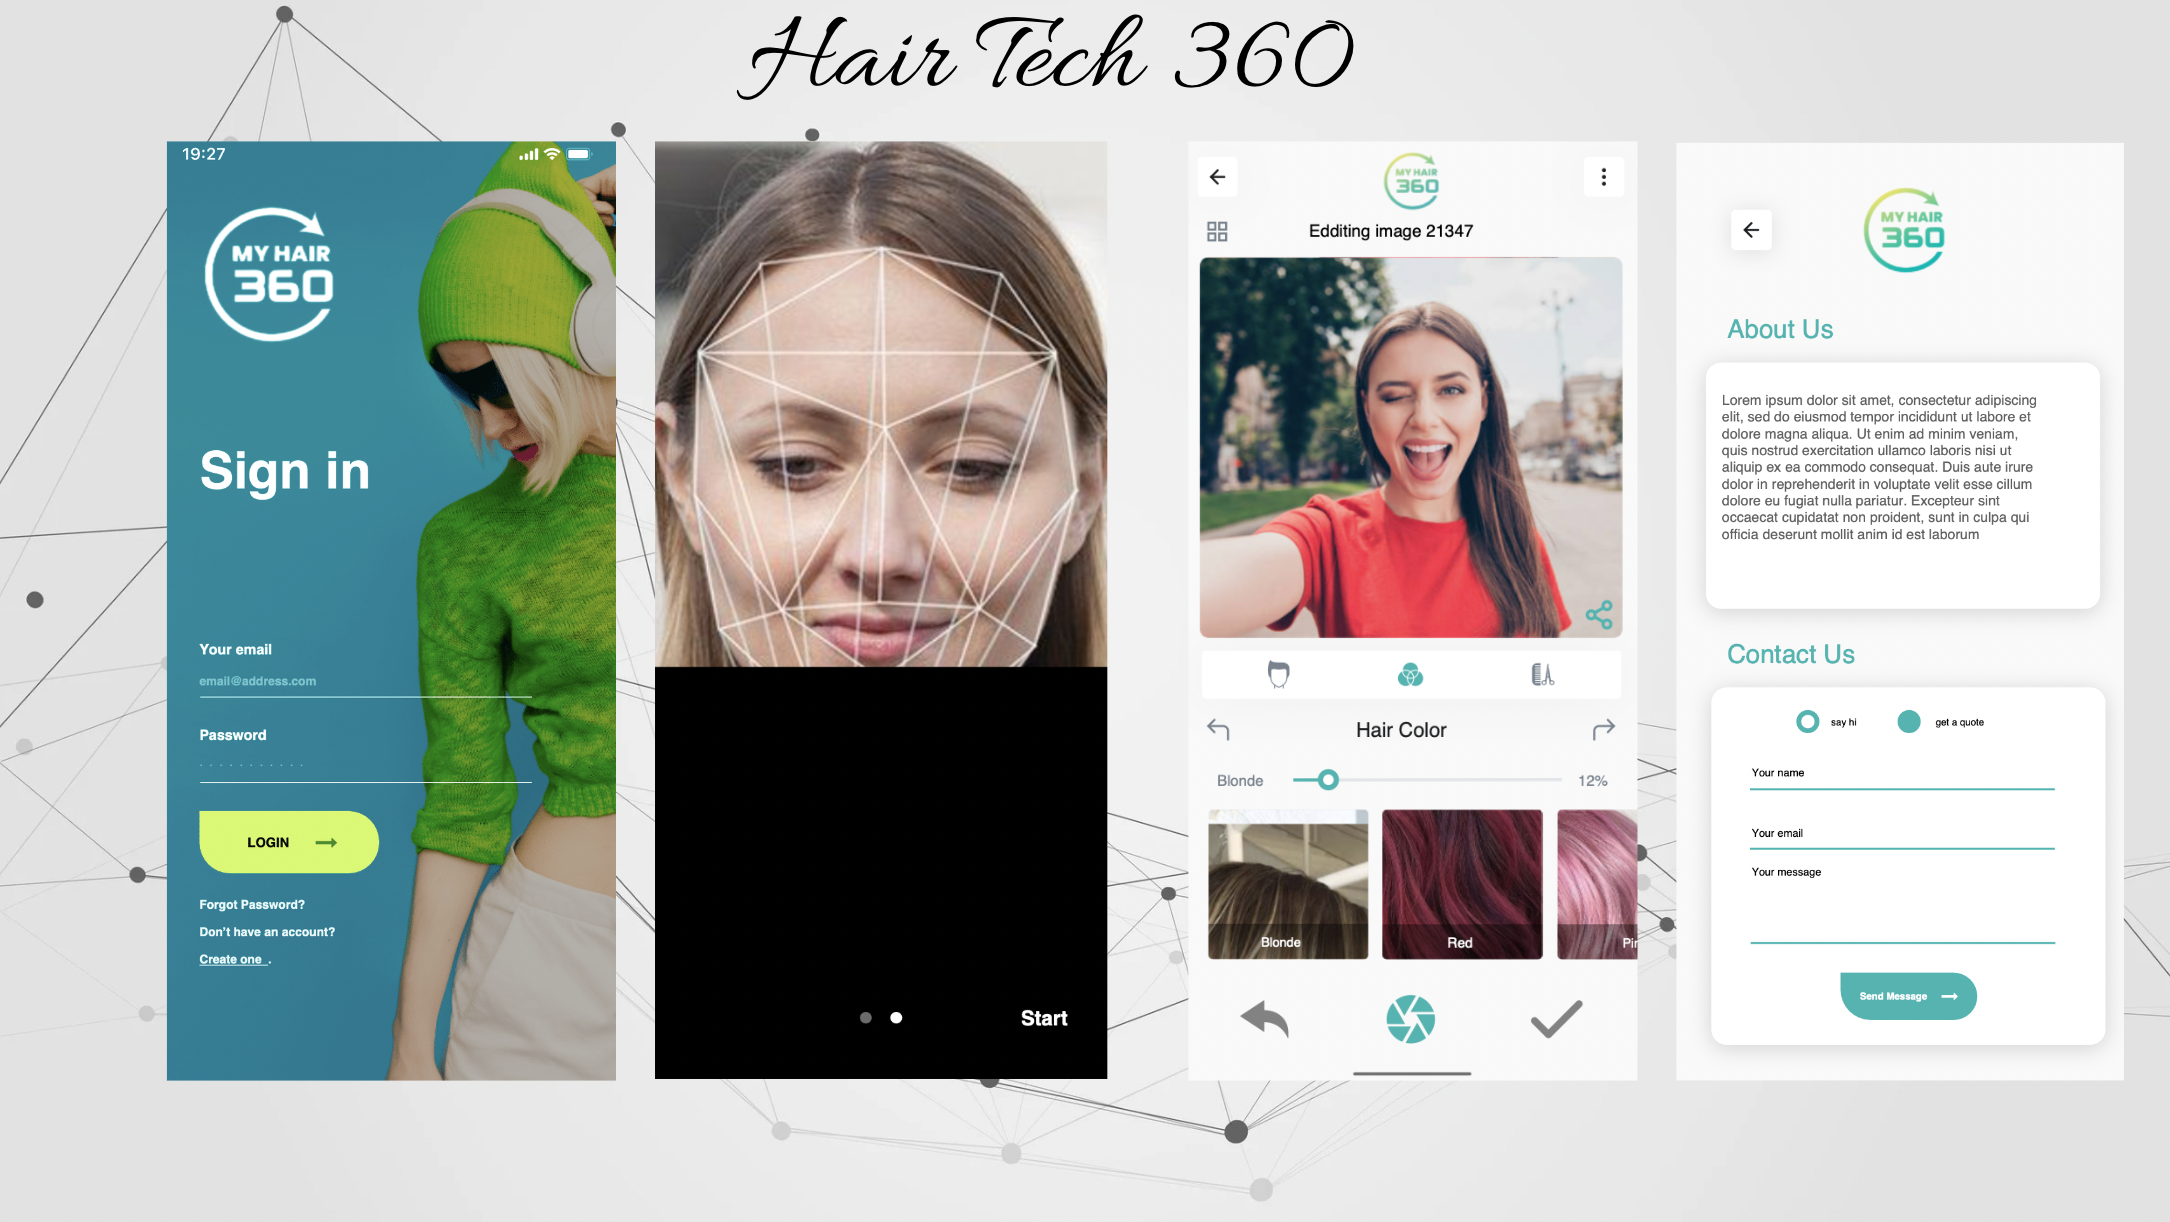 Hair Tech 360
19:27
MY HAIR
360
Sign in
Your email
email@address.com
Password
LOGIN
Forgot Password?
Don't have an account?
Create one .
Start
MY HAIR
360
Edditing image 21347
Hair Color
Blonde
12%
Blonde
Red
MY HAIR
360
About Us
Lorem ipsum dolor sit amet, consectetur adipiscing
elit, sed do eiusmod tempor incididunt ut labore et
dolore magna aliqua. Ut enim ad minim veniam,
quis nostrud exercitation ullamco laboris nisi ut
aliquip ex ea commodo consequat. Duis aute irure
dolor in reprehenderit in voluptate velit esse cillum
dolore eu fugiat nulla pariatur. Excepteur sint
occaecat cupidatat non proident, sunt in culpa qui
officia deserunt mollit anim id est laborum
Contact Us
say hi
get a quote
Your name
Your email
Your message
Send Message